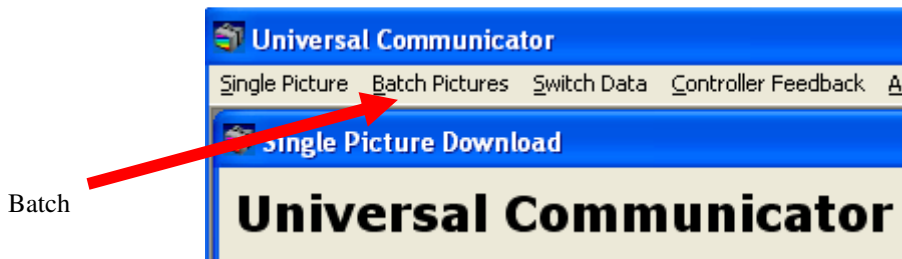 Universal Communicator
Single Picture Batch Pictures Switch Data Controller Feedback A
Single Picture Download
Batch
Universal Communicator